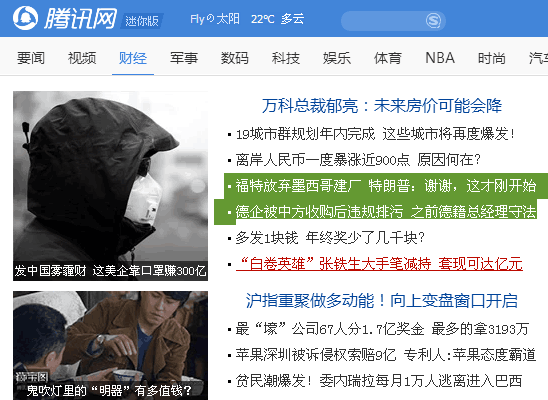 腾讯网 迷你版 Flyの太阳 22℃ 多云
要闻 视频 财经 军事 数码 科技 娱乐 体育 NBA 时尚 汽车
万科总裁郁亮：未来房价可能会降
19城市群规划年内完成 这些城市将再度爆发！
离岸人民币一度暴涨近900点 原因何在？
福特放弃墨西哥建厂 特朗普：谢谢，这才刚开始
德企被中方收购后违规排污 之前德籍总经理守法
多发1块钱 年终奖少了几千块？
“白卷英雄”张铁生大手笔减持 套现可达亿元
发中国雾霾财 这美企靠口罩赚300亿
沪指重聚做多动能！向上变盘窗口开启
最“壕”公司67人分1.7亿奖金 最多的拿3193万
苹果深圳被诉侵权索赔9亿 专利人:苹果态度霸道
贫民潮爆发！委内瑞拉每月1万人逃离进入巴西
鬼吹灯里的“明器”有多值钱？